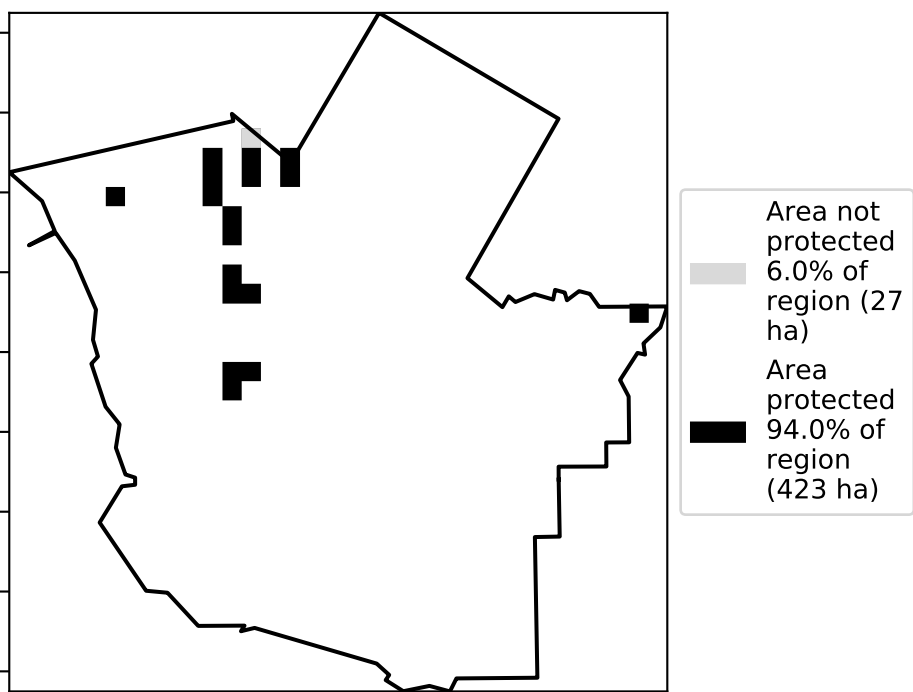 Area not
protected
6.0% of
region (27
ha)
Area
protected
94.0% of
region
(423 ha)